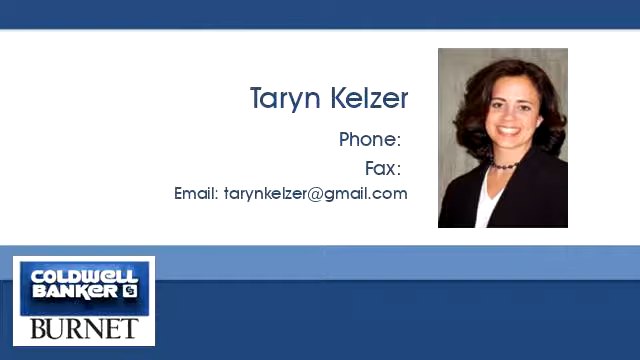 Taryn Kelzer
Phone:
Fax:
Email: tarynkelzer@gmail.com
COLDWELL
BANKER
BURNET